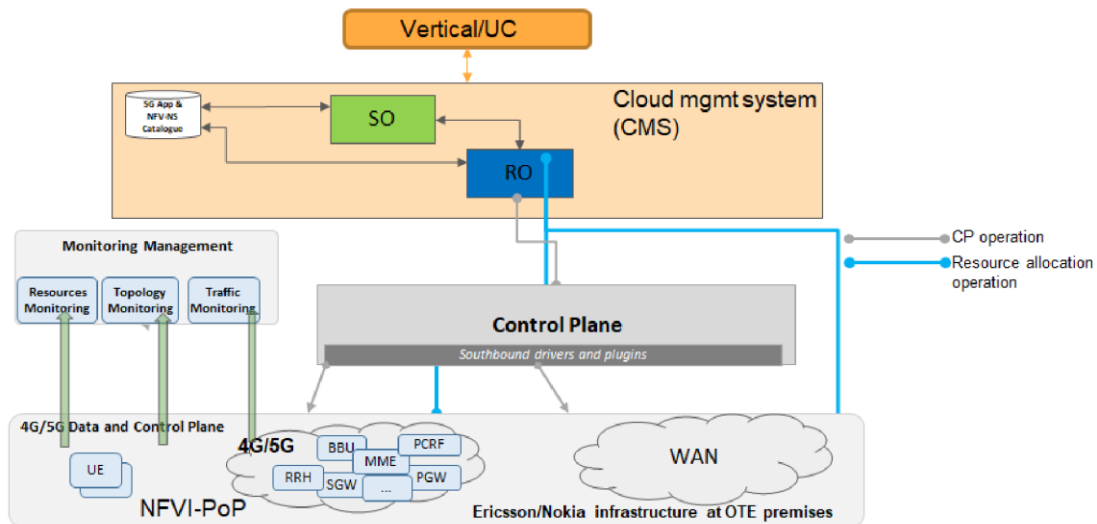 Vertical/UC
5G App &
NFV-NS
Catalogue
SO
Cloud mgmt system
(CMS)
RO
Monitoring Management
Resources
Monitoring
Topology
Monitoring
Traffic
Monitoring
CP operation
Resource allocation
operation
Control Plane
Southbound drivers and plugins
4G/5G Data and Control Plane
4G/5G
BBU
PCRF
MME
UE
RRH
SGW
...
PGW
WAN
NFVI-PoP
Ericsson/Nokia infrastructure at OTE premises